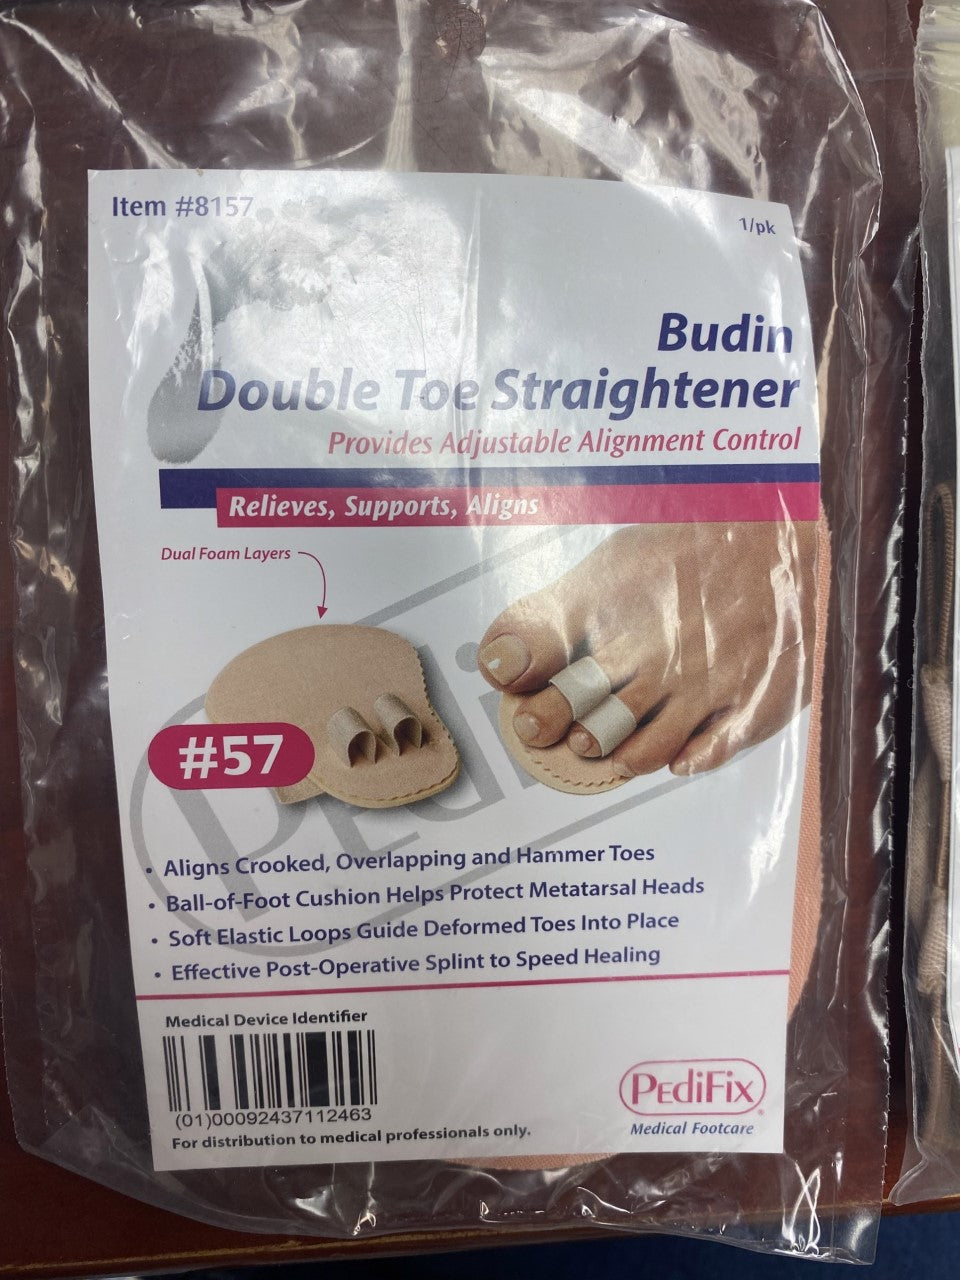 Item #8157
1/pk
Budin
Double Toe Straightener
Provides Adjustable Alignment Control
Relieves, Supports, Aligns
Dual Foam Layers
PediFix
#57
• Aligns Crooked, Overlapping and Hammer Toes
• Ball-of-Foot Cushion Helps Protect Metatarsal Heads
• Soft Elastic Loops Guide Deformed Toes Into Place
• Effective Post-Operative Splint to Speed Healing
Medical Device Identifier
(01)00092437112463
For distribution to medical professionals only.
PEDIFIX®
Medical Footcare